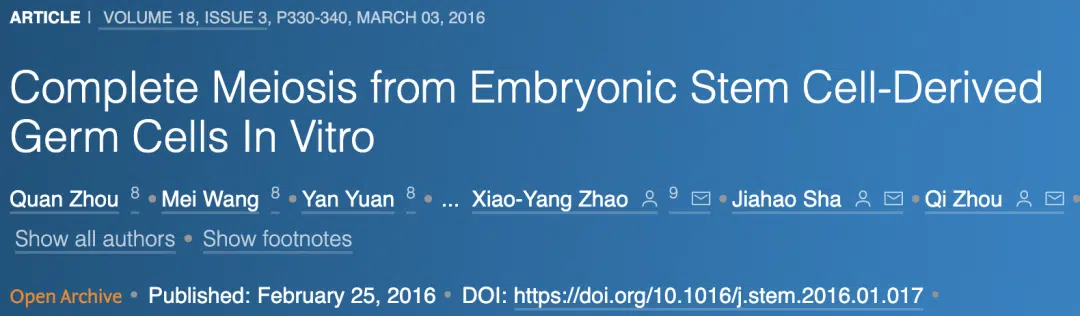 ARTICLE | VOLUME 18, ISSUE 3, P330-340, MARCH 03, 2016
Complete Meiosis from Embryonic Stem Cell-Derived
Germ Cells In Vitro
Quan Zhou 8 • Mei Wang 8 • Yan Yuan 8 • ... Xiao-Yang Zhao 9 • Jiahao Sha • Qi Zhou •
Show all authors • Show footnotes
Open Archive • Published: February 25, 2016 • DOI: https://doi.org/10.1016/j.stem.2016.01.017 •